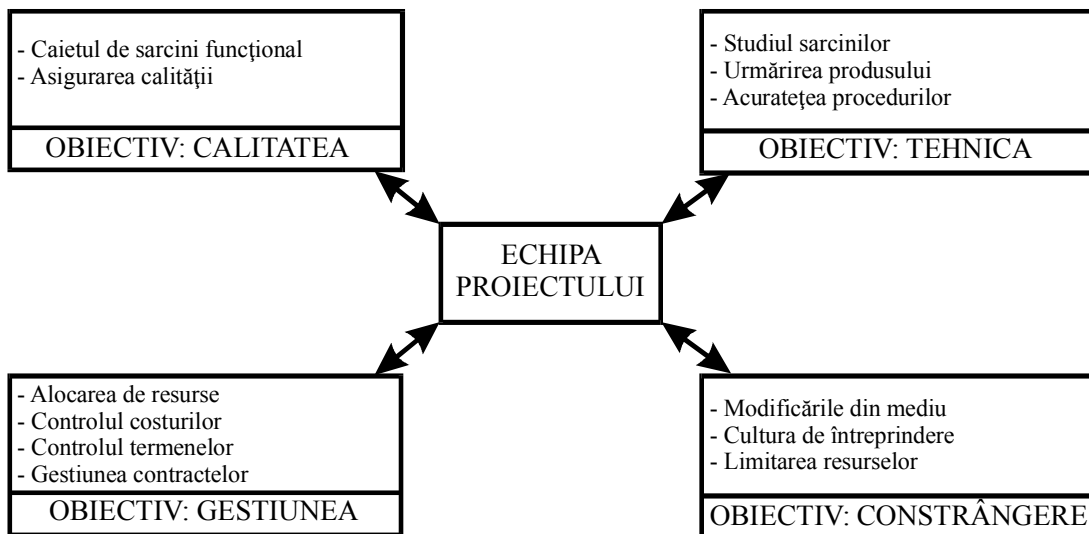 - Caietul de sarcini funcţional
- Asigurarea calităţii
OBIECTIV: CALITATEA
- Studiul sarcinilor
- Urmărirea produsului
- Acurateţea procedurilor
OBIECTIV: TEHNICA
ECHIPA
PROIECTULUI
- Alocarea de resurse
- Controlul costurilor
- Controlul termenelor
- Gestiunea contractelor
OBIECTIV: GESTIUNEA
- Modificările din mediu
- Cultura de întreprindere
- Limitarea resurselor
OBIECTIV: CONSTRÂNGERE